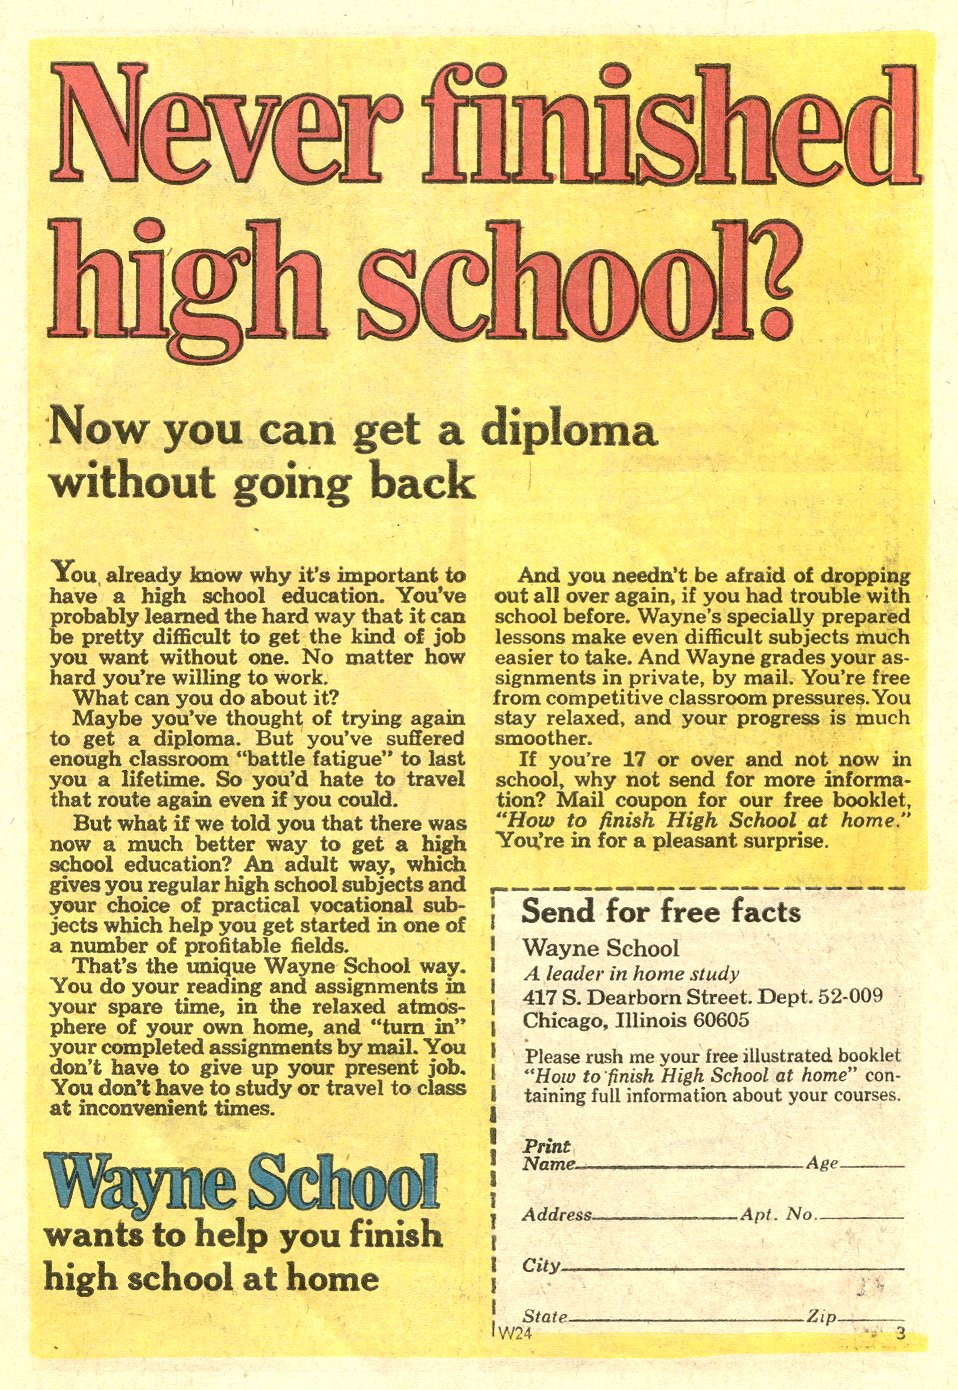 Never finished
high school?
Now you can get a diploma
without going back
You already know why it's important to
have a high school education. You've
probably learned the hard way that it can
be pretty difficult to get the kind of job
you want without one. No matter how
hard you're willing to work.
What can you do about it?
Maybe you've thought of trying again
to get a diploma. But you've suffered
enough classroom "battle fatigue" to last
you a lifetime. So you'd hate to travel
that route again even if you could.
But what if we told you that there was
now a much better way to get a high
school education? An adult way, which
gives you regular high school subjects and
your choice of practical vocational sub-
jects which help you get started in one of
a number of profitable fields.
That's the unique Wayne School way.
You do your reading and assignments in
your spare time, in the relaxed atmos-
phere of your own home, and "turn in"
your completed assignments by mail. You
don't have to give up your present job.
You don't have to study or travel to class
at inconvenient times.
Wayne School
wants to help you finish
high school at home
And you needn't be afraid of dropping
out all over again, if you had trouble with
school before. Wayne's specially prepared
lessons make even difficult subjects much
easier to take. And Wayne grades your as-
signments in private, by mail. You're free
from competitive classroom pressures. You
stay relaxed, and your progress is much
smoother.
If you're 17 or over and not now in
school, why not send for more informa-
tion? Mail coupon for our free booklet,
"How to finish High School at home."
You're in for a pleasant surprise.
Send for free facts
Wayne School
A leader in home study
417 S. Dearborn Street. Dept. 52-009
Chicago, Illinois 60605
Please rush me your free illustrated booklet
"How to finish High School at home" con-
taining full information about your courses.
Print
Name Age
Address Apt. No.
City
State Zip
W24 3